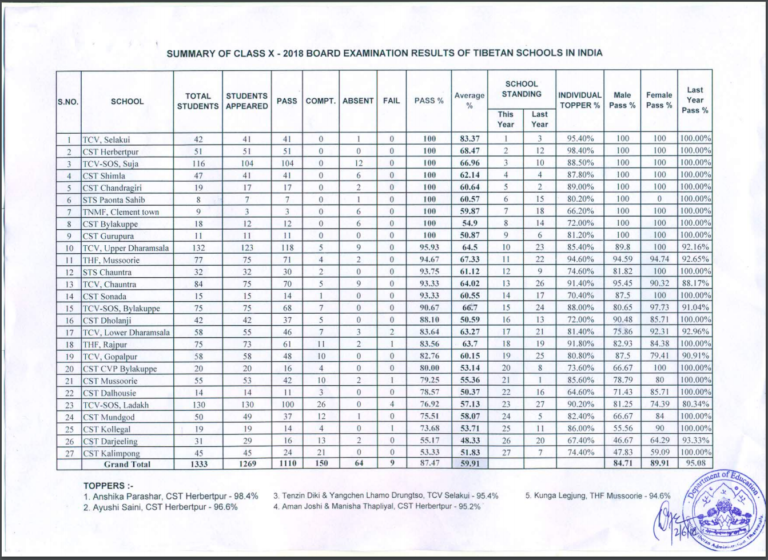 SUMMARY OF CLASS X - 2018 BOARD EXAMINATION RESULTS OF TIBETAN SCHOOLS IN INDIA
S.NO. SCHOOL TOTAL STUDENTS STUDENTS APPEARED PASS COMPT. ABSENT FAIL PASS % Average % SCHOOL STANDING This Year Last Year INDIVIDUAL TOPPER % Male Pass % Female Pass % Last Year Pass %
1 TCV, Selakui 42 41 41 0 1 0 100 83.37 1 3 95.40% 100 100 100.00%
2 CST Herbertpur 51 51 51 0 0 0 100 68.47 2 12 98.40% 100 100 100.00%
3 TCV-SOS, Suja 116 104 104 0 12 0 100 66.96 3 10 88.50% 100 100 100.00%
4 CST Shimla 47 41 41 0 6 0 100 62.14 4 4 87.80% 100 100 100.00%
5 CST Chandragiri 19 17 17 0 2 0 100 60.64 5 2 89.00% 100 100 100.00%
6 STS Paonta Sahib 8 7 7 0 1 0 100 60.57 6 15 80.20% 100 0 100.00%
7 TNMF, Clement town 9 3 3 0 6 0 100 59.87 7 18 66.20% 100 100 100.00%
8 CST Bylakuppe 18 12 12 0 6 0 100 54.9 8 14 72.00% 100 100 100.00%
9 CST Gurupura 11 11 11 0 0 0 100 50.87 9 6 81.20% 100 100 100.00%
10 TCV, Upper Dharamsala 132 123 118 5 9 0 95.93 64.5 10 23 85.40% 89.8 100 92.16%
11 THF, Mussoorie 77 75 71 4 2 0 94.67 67.33 11 22 94.60% 94.59 94.74 92.65%
12 STS Chauntra 32 32 30 2 0 0 93.75 61.12 12 9 74.60% 81.82 100 100.00%
13 TCV, Chauntra 84 75 70 5 9 0 93.33 64.02 13 26 91.40% 95.45 90.32 88.17%
14 CST Sonada 15 15 14 1 0 0 93.33 60.55 14 17 70.40% 87.5 100 100.00%
15 TCV-SOS, Bylakuppe 75 75 68 7 0 0 90.67 66.7 15 24 88.00% 80.65 97.73 91.04%
16 CST Dholanji 42 42 37 5 0 0 88.10 50.59 16 13 72.00% 90.48 85.71 100.00%
17 TCV, Lower Dharamsala 58 55 46 7 3 2 83.64 63.27 17 21 81.40% 75.86 92.31 92.96%
18 THF, Rajpur 75 73 61 11 2 1 83.56 63.7 18 19 91.80% 82.93 84.38 100.00%
19 TCV, Gopalpur 58 58 48 10 0 0 82.76 60.15 19 25 80.80% 87.5 79.41 90.91%
20 CST CVP Bylakuppe 20 20 16 4 0 0 80.00 53.14 20 8 73.60% 66.67 100 100.00%
21 CST Mussoorie 55 53 42 10 2 1 79.25 55.36 21 1 85.60% 78.79 80 100.00%
22 CST Dalhousie 14 14 11 3 0 0 78.57 50.37 22 16 64.60% 71.43 85.71 100.00%
23 TCV-SOS, Ladakh 130 130 100 26 0 4 76.92 57.13 23 27 90.20% 81.25 74.39 80.34%
24 CST Mundgod 50 49 37 12 1 0 75.51 58.07 24 5 82.40% 66.67 84 100.00%
25 CST Kollegal 19 19 14 4 0 1 73.68 53.71 25 11 86.00% 55.56 90 100.00%
26 CST Darjeeling 31 29 16 13 2 0 55.17 48.33 26 20 67.40% 46.67 64.29 93.33%
27 CST Kalimpong 45 45 24 21 0 0 53.33 51.83 27 7 74.40% 47.83 59.09 100.00%
Grand Total 1333 1269 1110 150 64 9 87.47 59.91 84.71 89.91 95.08
TOPPERS :-
1. Anshika Parashar, CST Herbertpur - 98.4% 3. Tenzin Diki & Yangchen Lhamo Drungtso, TCV Selakui - 95.4% 5. Kunga Legjung, THF Mussoorie - 94.6%
2. Ayushi Saini, CST Herbertpur - 96.6% 4. Aman Joshi & Manisha Thapliyal, CST Herbertpur - 95.2%
Department of Education